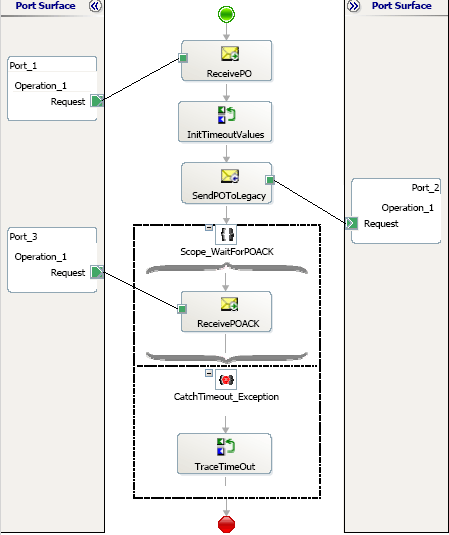 Port Surface
Port Surface
Port_1
Operation_1
Request
ReceivePO
InitTimeoutValues
SendPOToLegacy
Port_2
Operation_1
Request
Port_3
Operation_1
Request
Scope_WaitForPOACK
ReceivePOACK
CatchTimeout_Exception
TraceTimeOut